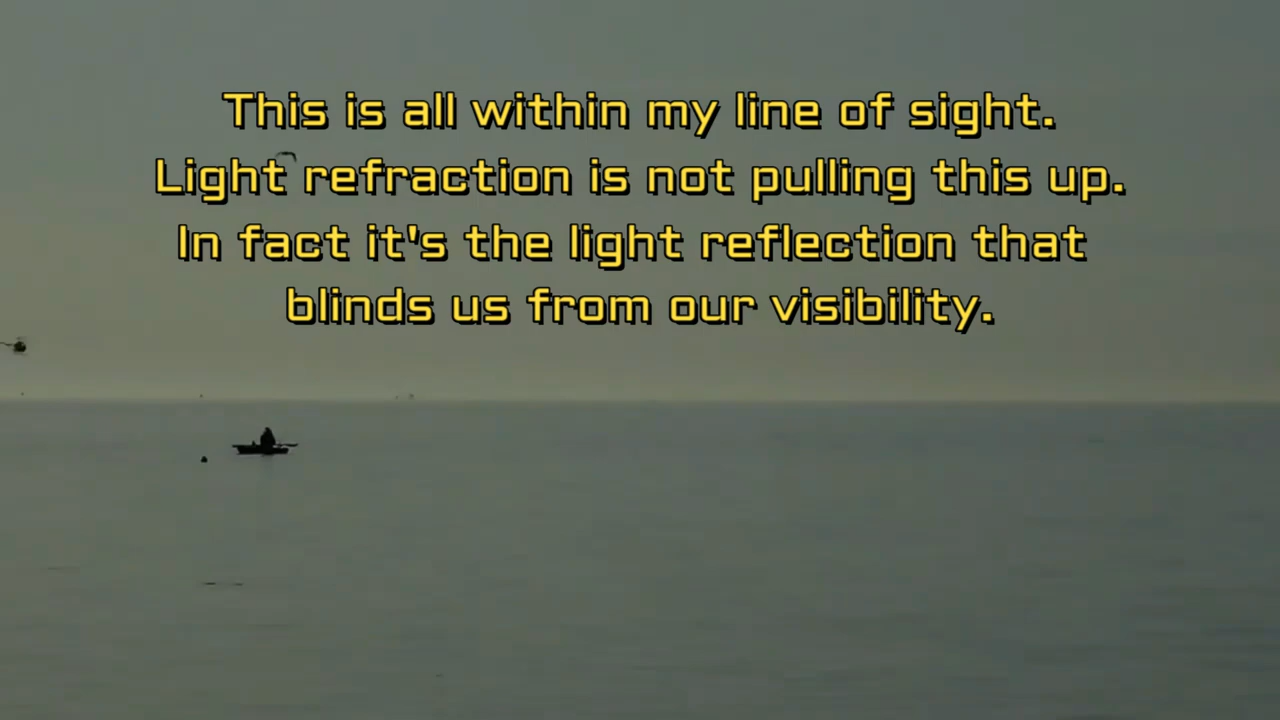 This is all within my line of sight.
Light refraction is not pulling this up.
In fact it's the light reflection that
blinds us from our visibility.